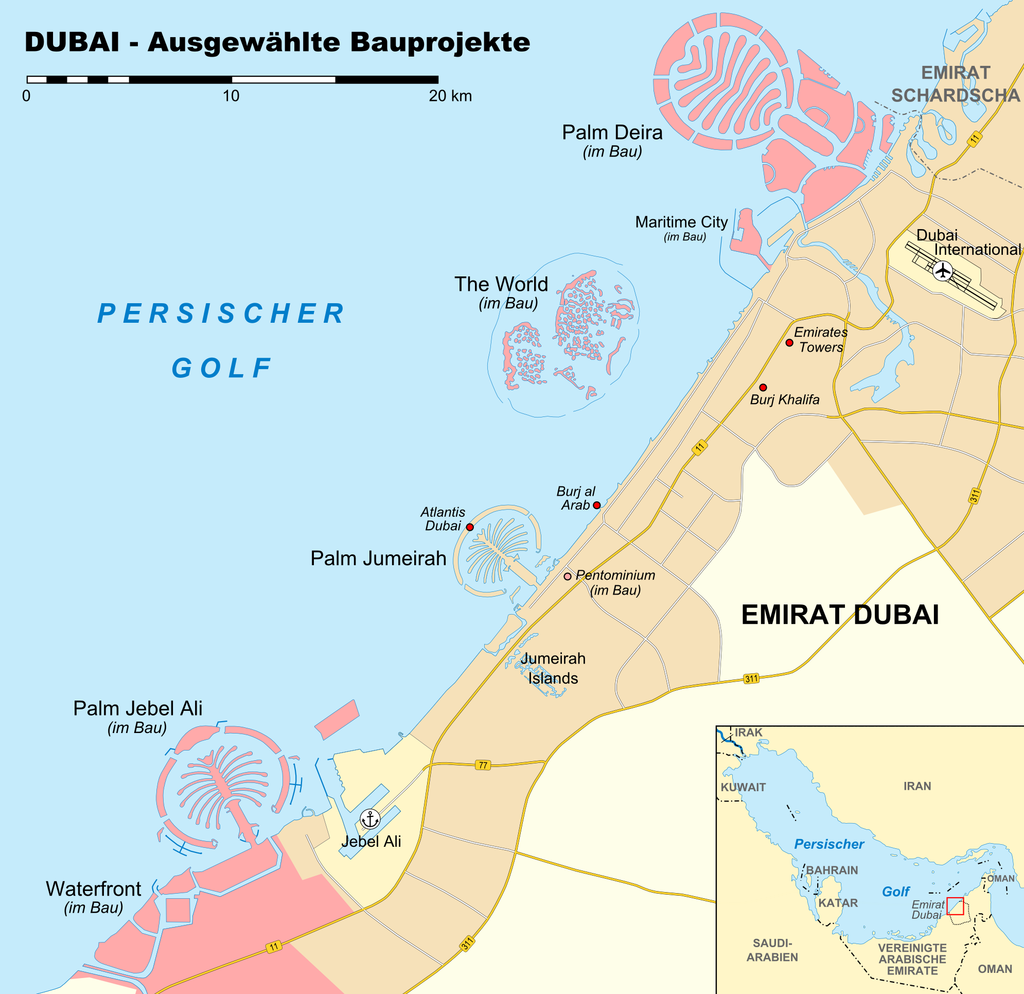 DUBAI - Ausgewählte Bauprojekte
0
10
20 km
EMIRAT
SCHARDSCHA
11
Palm Deira
(im Bau)
Maritime City
(im Bau)
Dubai
International
The World
(im Bau)
PERSISCHER
GOLF
Emirates
Towers
Burj Khalifa
11
311
Burj al
Arab
Atlantis
Dubai
Palm Jumeirah
Pentominium
(im Bau)
EMIRAT DUBAI
Jumeirah
Islands
311
Palm Jebel Ali
(im Bau)
77
Jebel Ali
Waterfront
(im Bau)
11
311
IRAK
KUWAIT
IRAN
Persischer
Golf
BAHRAIN
KATAR
OMAN
Emirat
Dubai
SAUDI-
ARABIEN
VEREINIGTE
ARABISCHE
EMIRATE
OMAN